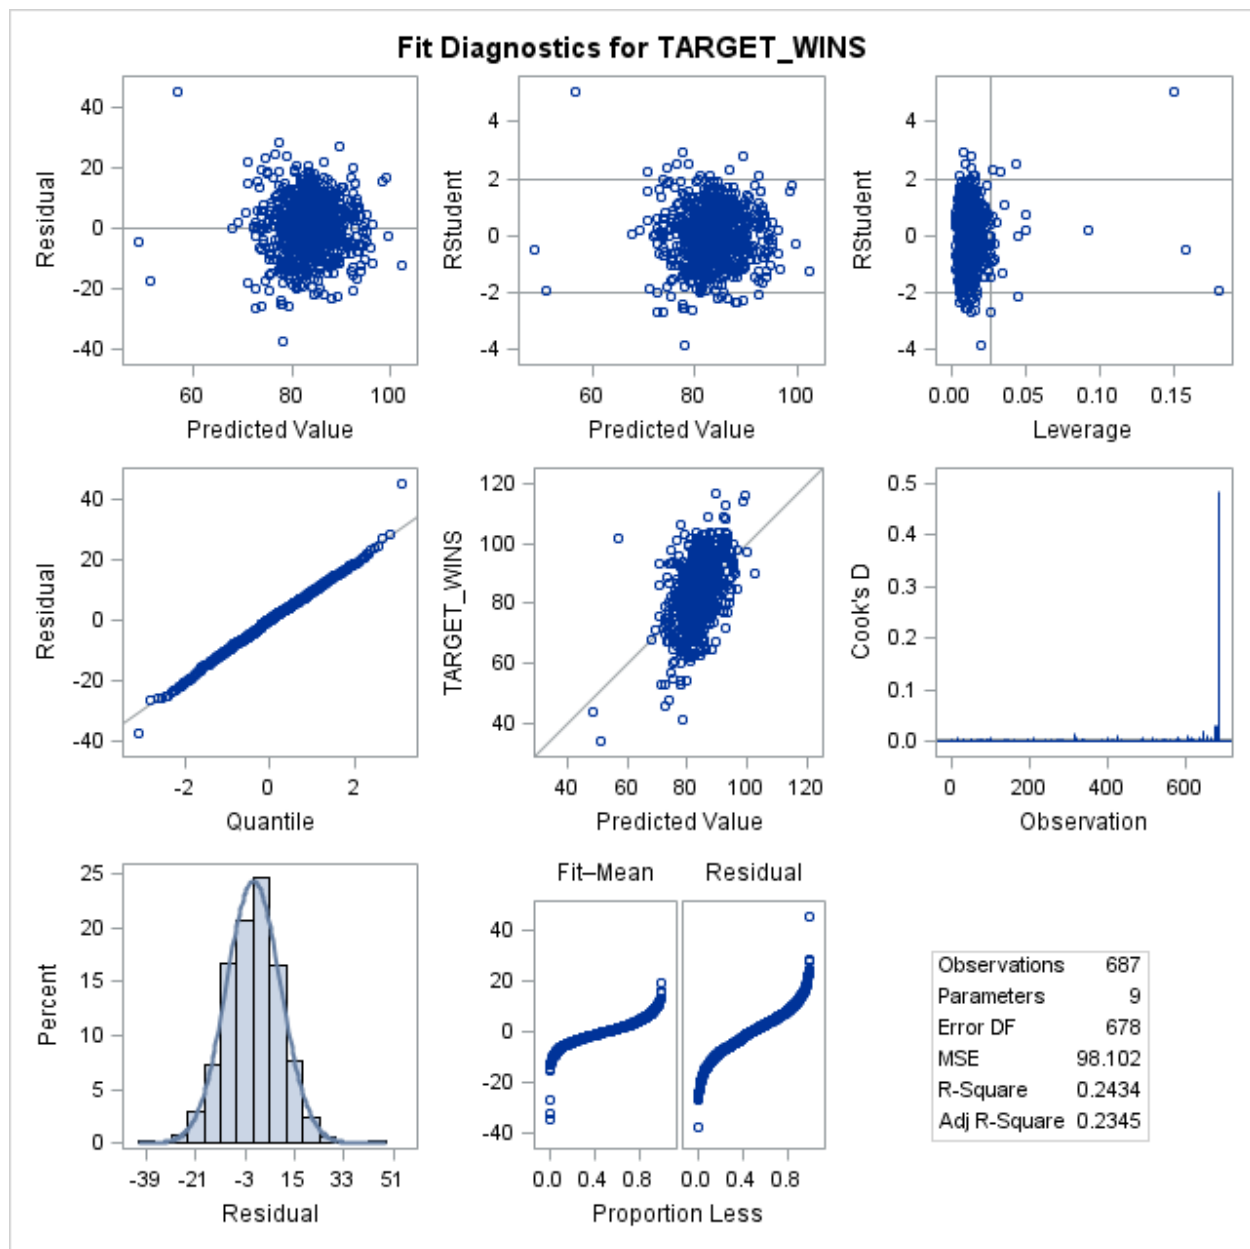 Fit Diagnostics for TARGET_WINS
Residual
40
20
0
-20
-40
60 80 100
Predicted Value
RStudent
4
2
0
-2
-4
60 80 100
Predicted Value
RStudent
4
2
0
-2
-4
0.00 0.05 0.10 0.15
Leverage
Residual
40
20
0
-20
-40
-2 0 2
Quantile
TARGET_WINS
120
100
80
60
40
40 60 80 100 120
Predicted Value
Cook's D
0.5
0.4
0.3
0.2
0.1
0.0
0 200 400 600
Observation
Percent
25
20
15
10
5
0
-39 -21 -3 15 33 51
Residual
Fit–Mean Residual
40
20
0
-20
-40
0.0 0.4 0.8 0.0 0.4 0.8
Proportion Less
Observations 687
Parameters 9
Error DF 678
MSE 98.102
R-Square 0.2434
Adj R-Square 0.2345